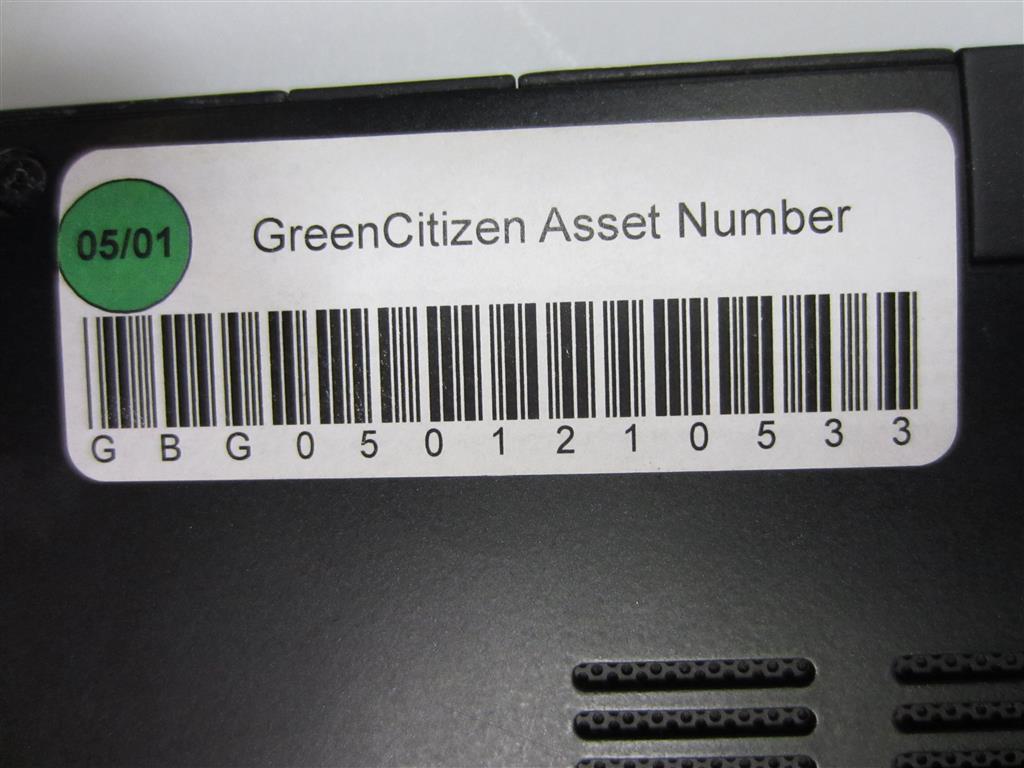 GreenCitizen Asset Number
05/01
G B G 0 5 0 1 2 1 0 5 3 3